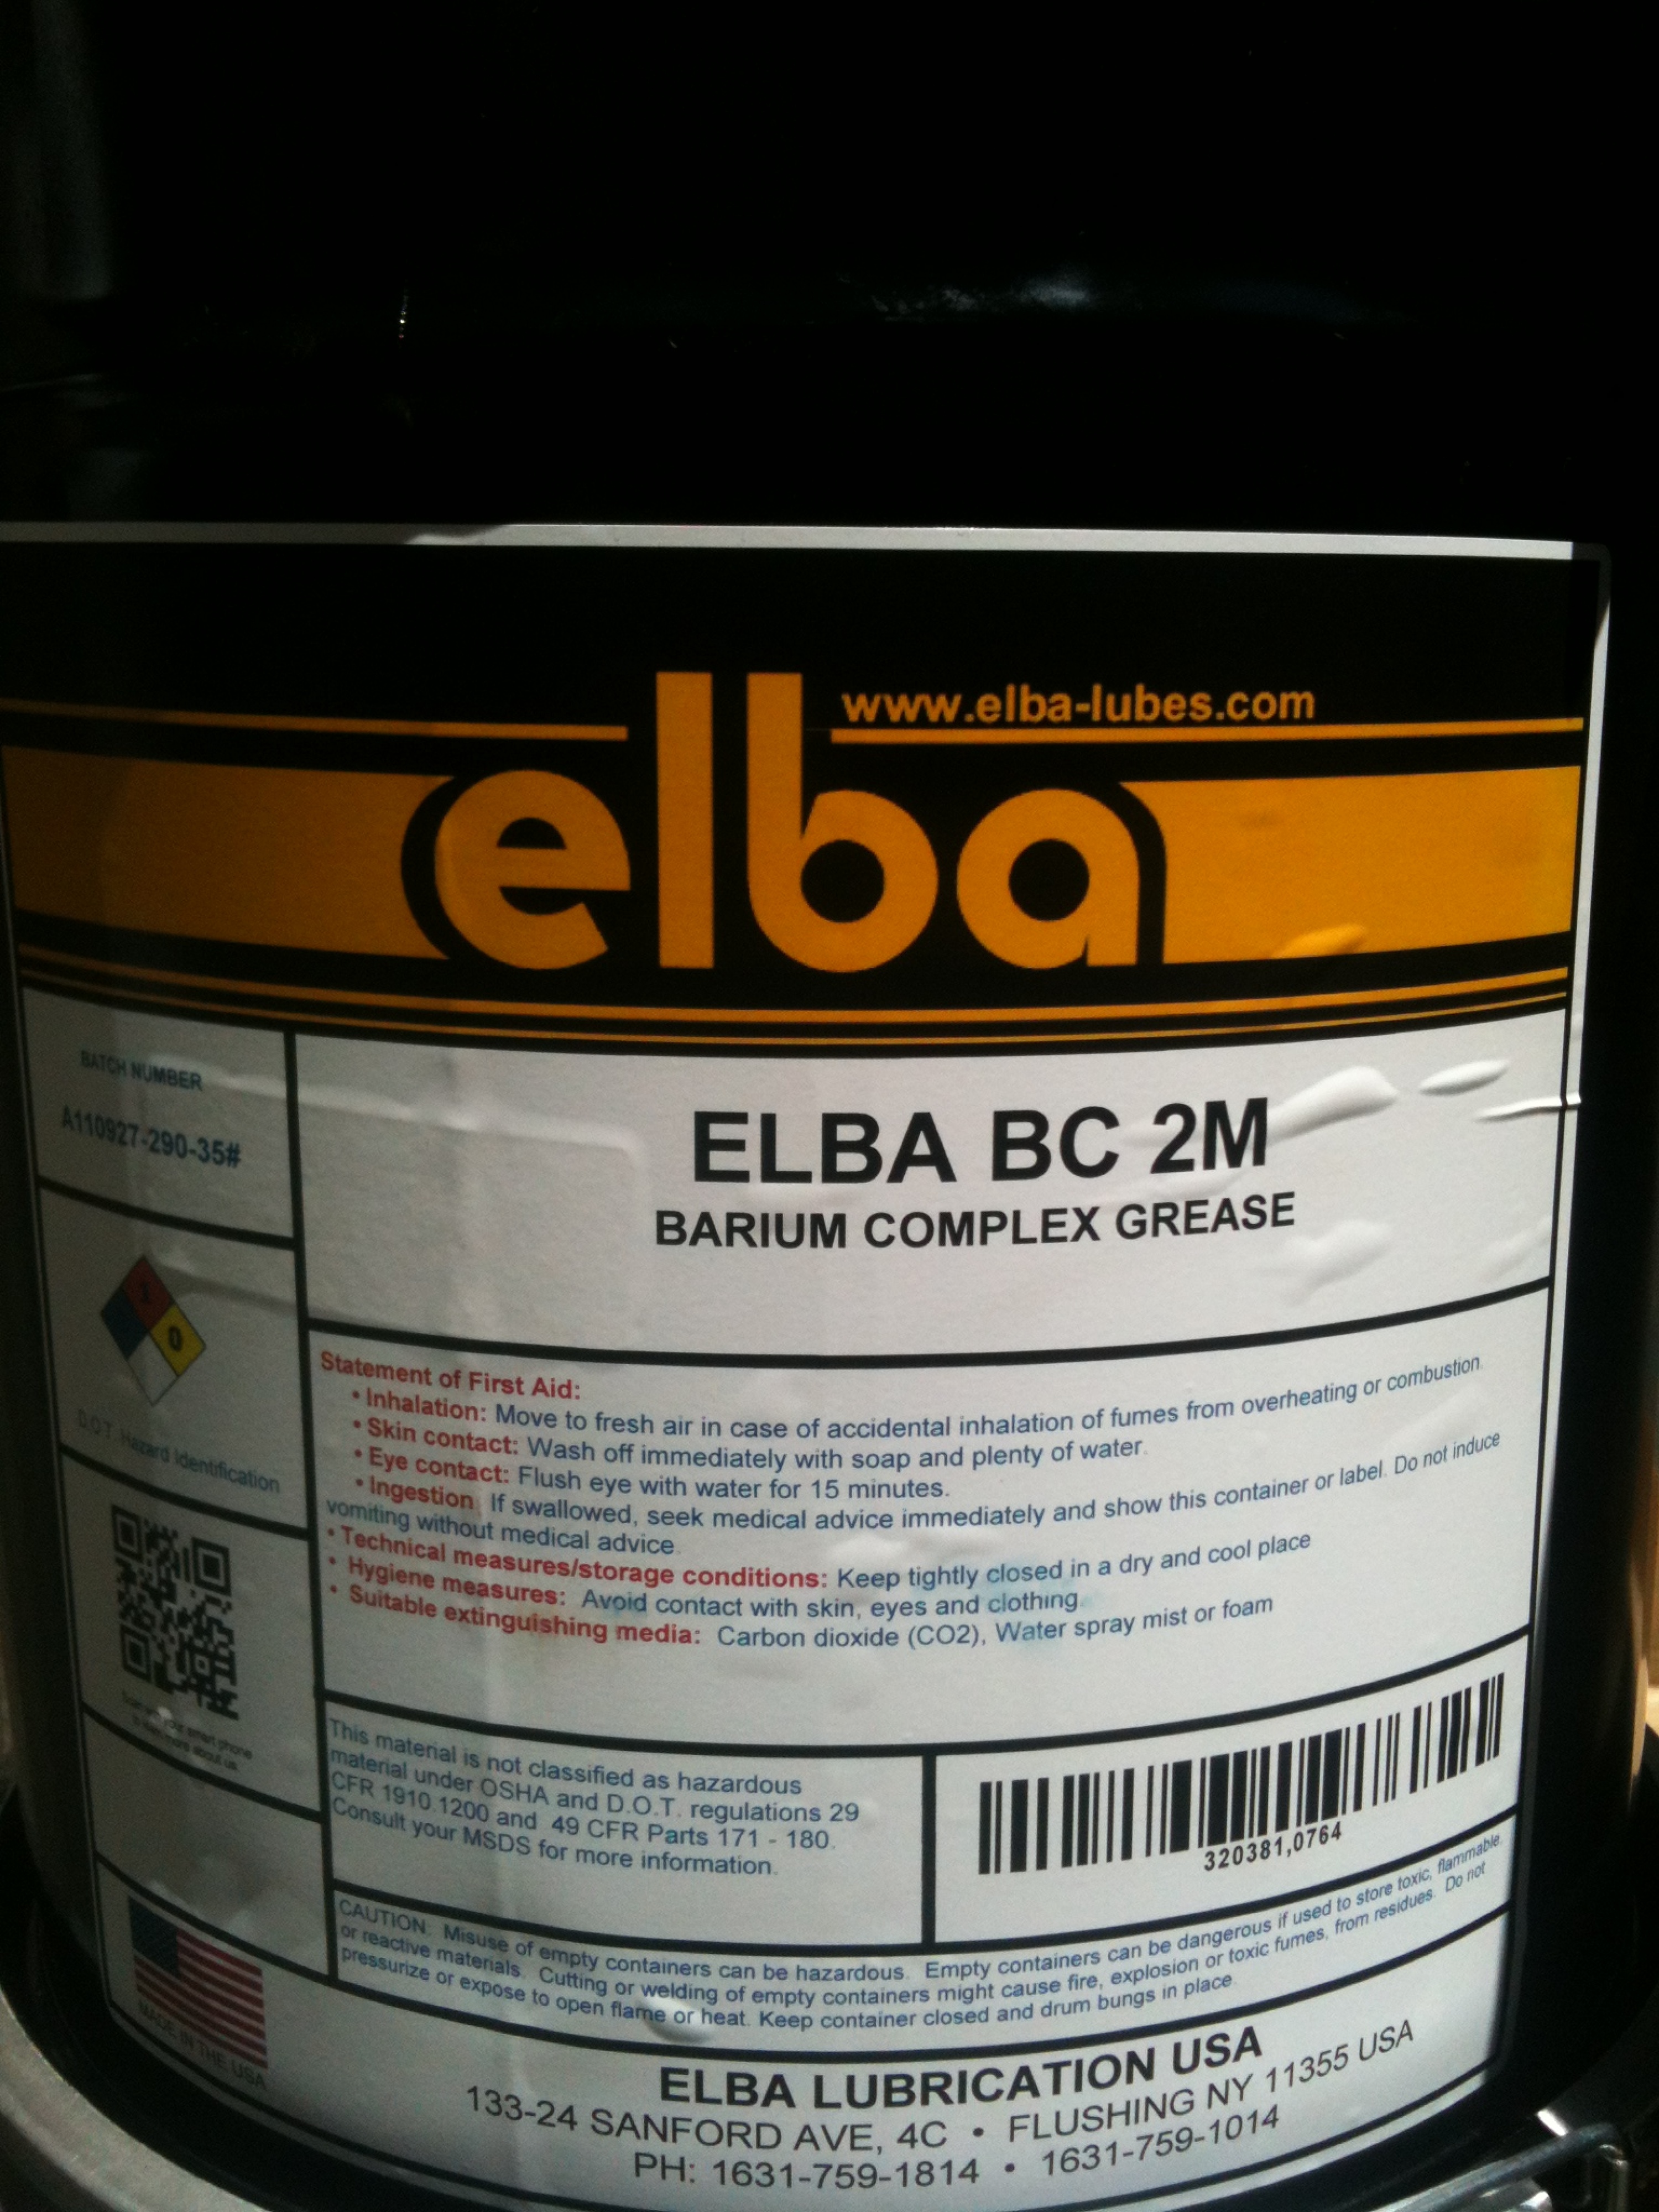 www.elba-lubes.com
elba
BATCH NUMBER
A110927-290-35#
ELBA BC 2M
BARIUM COMPLEX GREASE
1
0
D.O.T. Hazard Identification
Statement of First Aid:
• Inhalation: Move to fresh air in case of accidental inhalation of fumes from overheating or combustion.
• Skin contact: Wash off immediately with soap and plenty of water.
• Eye contact: Flush eye with water for 15 minutes.
• Ingestion: If swallowed, seek medical advice immediately and show this container or label. Do not induce
vomiting without medical advice.
• Technical measures/storage conditions: Keep tightly closed in a dry and cool place
• Hygiene measures: Avoid contact with skin, eyes and clothing.
• Suitable extinguishing media: Carbon dioxide (CO2), Water spray mist or foam
your smart phone
about us
This material is not classified as hazardous
material under OSHA and D.O.T. regulations 29
CFR 1910.1200 and 49 CFR Parts 171 - 180.
Consult your MSDS for more information.
320381,0764
CAUTION: Misuse of empty containers can be hazardous. Empty containers can be dangerous if used to store toxic, flammable,
or reactive materials. Cutting or welding of empty containers might cause fire, explosion or toxic fumes, from residues. Do not
pressurize or expose to open flame or heat. Keep container closed and drum bungs in place.
MADE IN THE USA
ELBA LUBRICATION USA
133-24 SANFORD AVE, 4C • FLUSHING NY 11355 USA
PH: 1631-759-1814 • 1631-759-1014